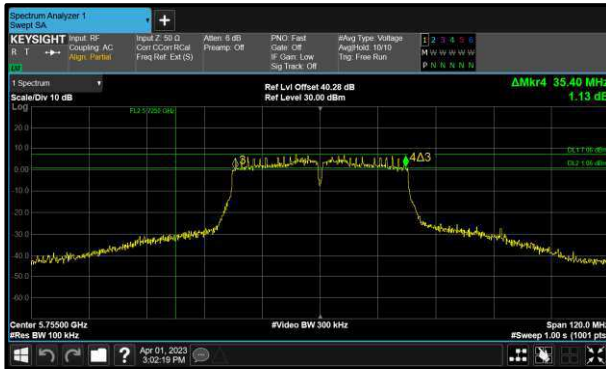 Spectrum Analyzer 1
Swept SA
+
KEYSIGHT
R T
Input: RF
Coupling: AC
Align: Partial
Input Z: 50 Ω
Corr CCorr RCal
Freq Ref: Ext (S)
Atten: 6 dB
Preamp: Off
PNO: Fast
Gate: Off
IF Gain: Low
Sig Track: Off
#Avg Type: Voltage
Avg|Hold: 10/10
Trig: Free Run
1 2 3 4 5 6
M W W W W W
P N N N N N
1 Spectrum
Scale/Div 10 dB
Ref Lvl Offset 40.28 dB
Ref Level 30.00 dBm
ΔMkr4 35.40 MHz
1.13 dB
Log
20.0
10.0
0.00
-10.0
-20.0
-30.0
-40.0
-50.0
-60.0
3
4Δ3
Center 5.75500 GHz
#Res BW 100 kHz
#Video BW 300 kHz
Span 120.0 MHz
#Sweep 1.00 s (1001 pts)
?
Apr 01, 2023
3:02:19 PM